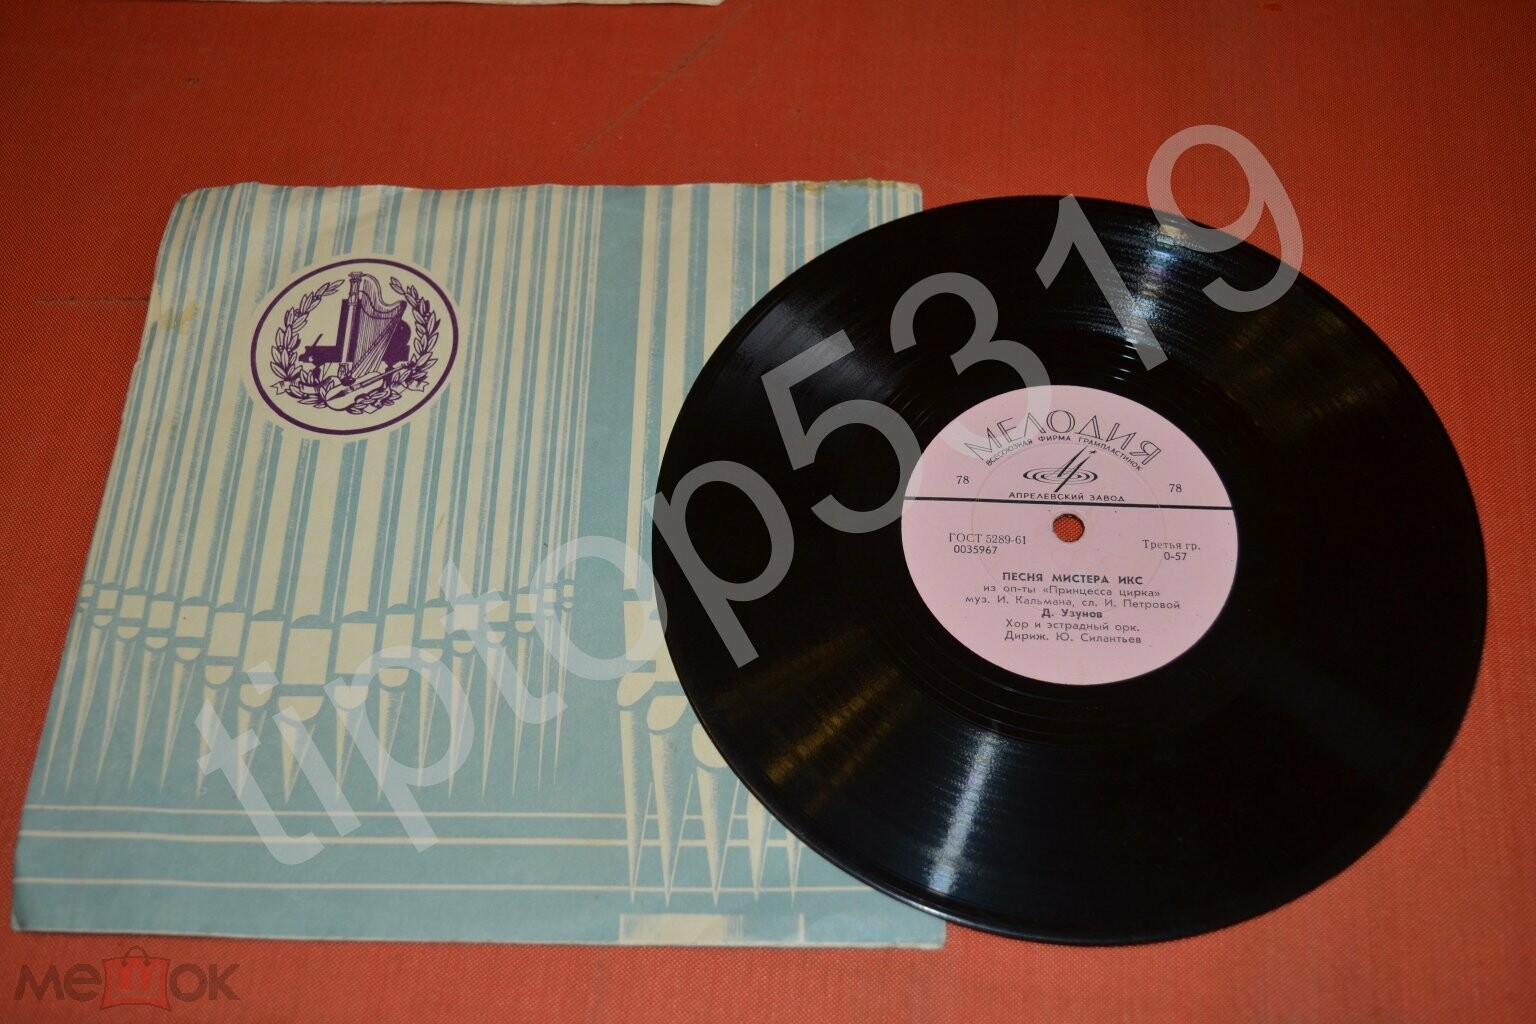 МЕЛОДИЯ
ВСЕСОЮЗНАЯ ФИРМА ГРАМПЛАСТИНОК
78 78
АПРЕЛЕВСКИЙ ЗАВОД
ГОСТ 5289-61 Третья гр.
0035967 0-57
ПЕСНЯ МИСТЕРА ИКС
из оп-ты «Принцесса цирка»
муз. И. Кальмана, сл. И. Петровой
Д. Узунов
Хор и эстрадный орк.
Дириж. Ю. Силантьев
tiptop5319
мешок